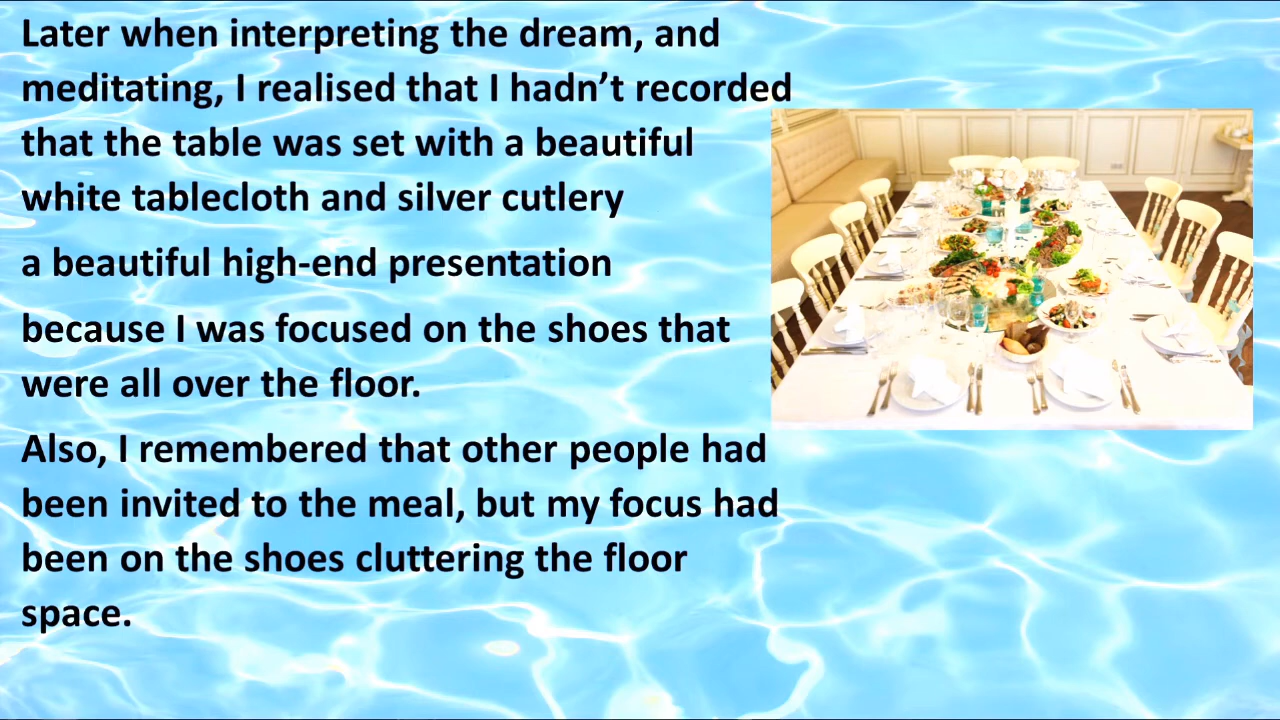 Later when interpreting the dream, and
meditating, I realised that I hadn’t recorded
that the table was set with a beautiful
white tablecloth and silver cutlery
a beautiful high-end presentation
because I was focused on the shoes that
were all over the floor.
Also, I remembered that other people had
been invited to the meal, but my focus had
been on the shoes cluttering the floor
space.